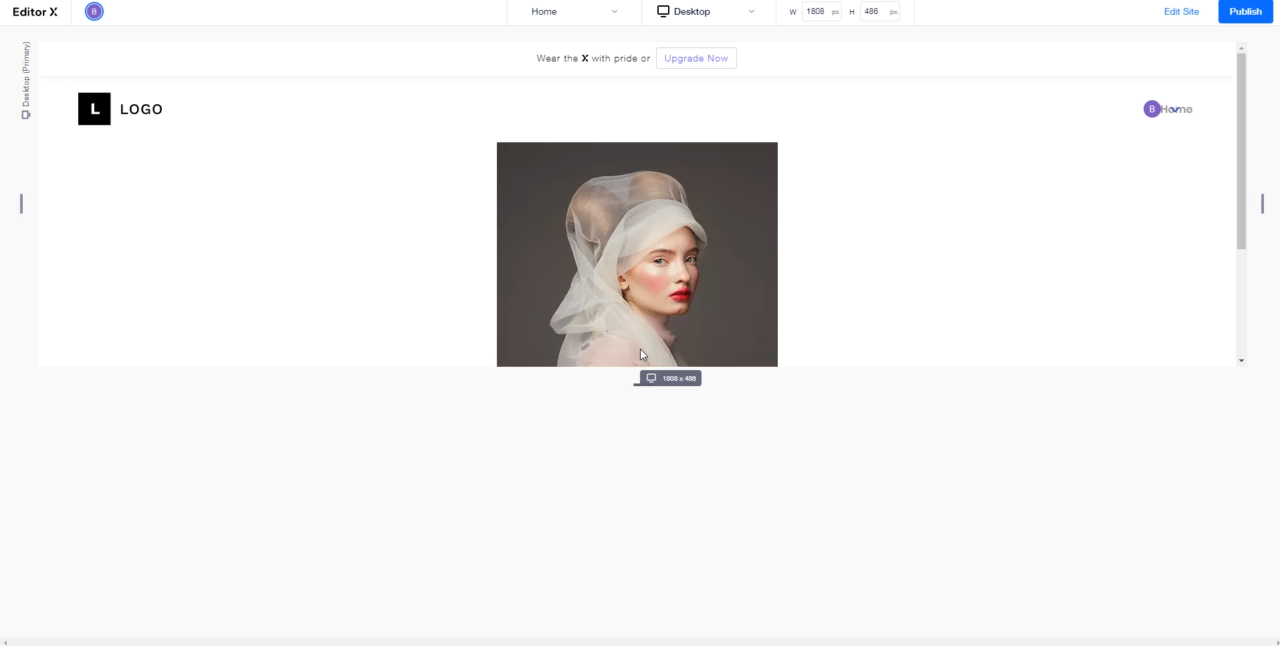 Editor X
B
Home
Desktop
W 1808 px H 486 px
Edit Site
Publish
Desktop (Primary)
Wear the X with pride or Upgrade Now
L LOGO
B Home
1808 x 486